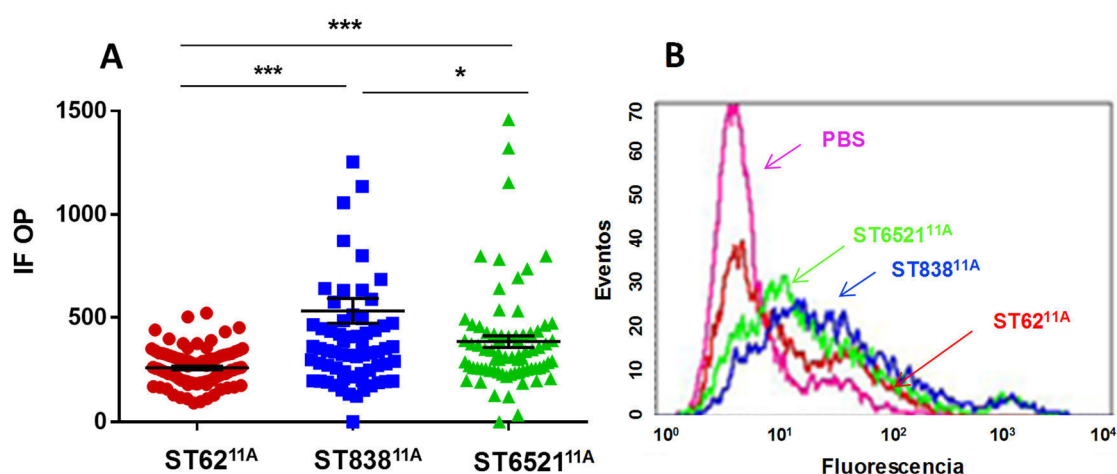 ***
A
***
*
IF OP
1500
1000
500
0
ST62¹¹ᴬ
ST838¹¹ᴬ
ST6521¹¹ᴬ
B
Eventos
70
60
50
40
30
20
10
0
PBS
ST6521¹¹ᴬ
ST838¹¹ᴬ
ST62¹¹ᴬ
10⁰
10¹
10²
10³
10⁴
Fluorescencia